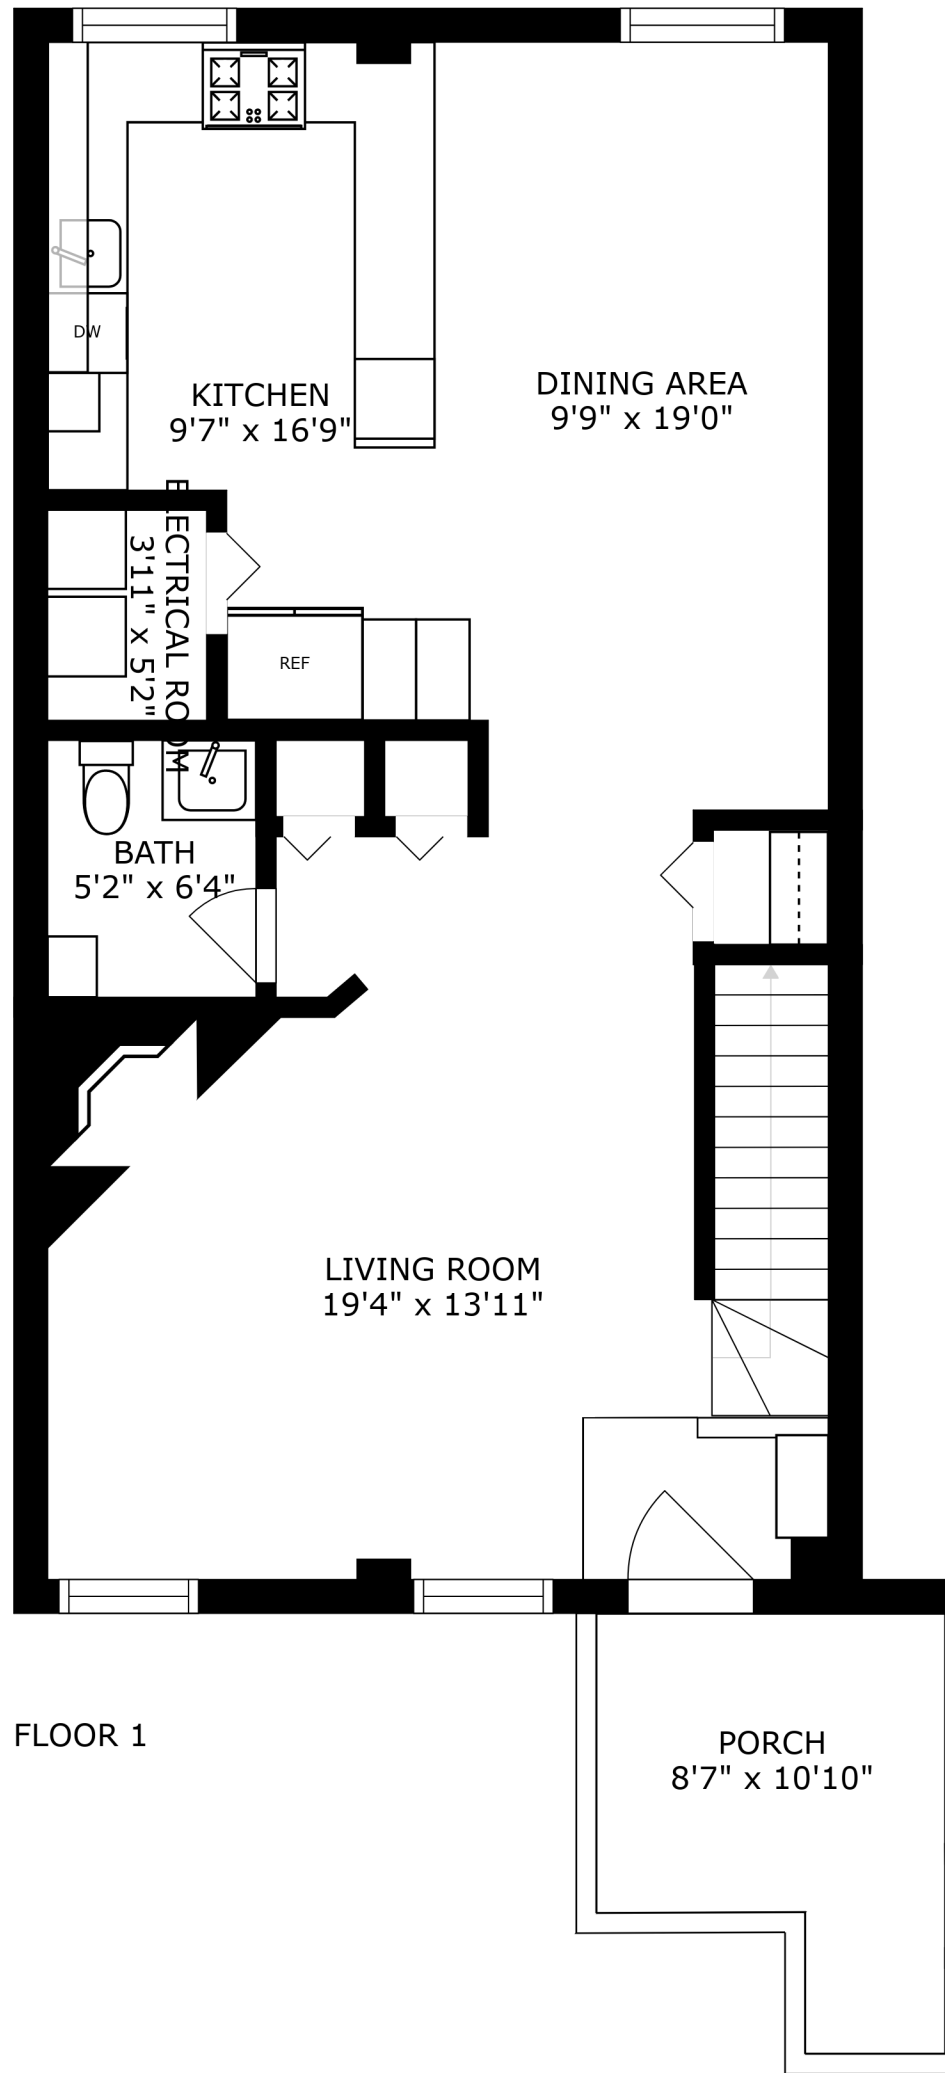 DW
KITCHEN
9'7" x 16'9"
DINING AREA
9'9" x 19'0"
ELECTRICAL ROOM
3'11" x 5'2"
REF
BATH
5'2" x 6'4"
LIVING ROOM
19'4" x 13'11"
FLOOR 1
PORCH
8'7" x 10'10"